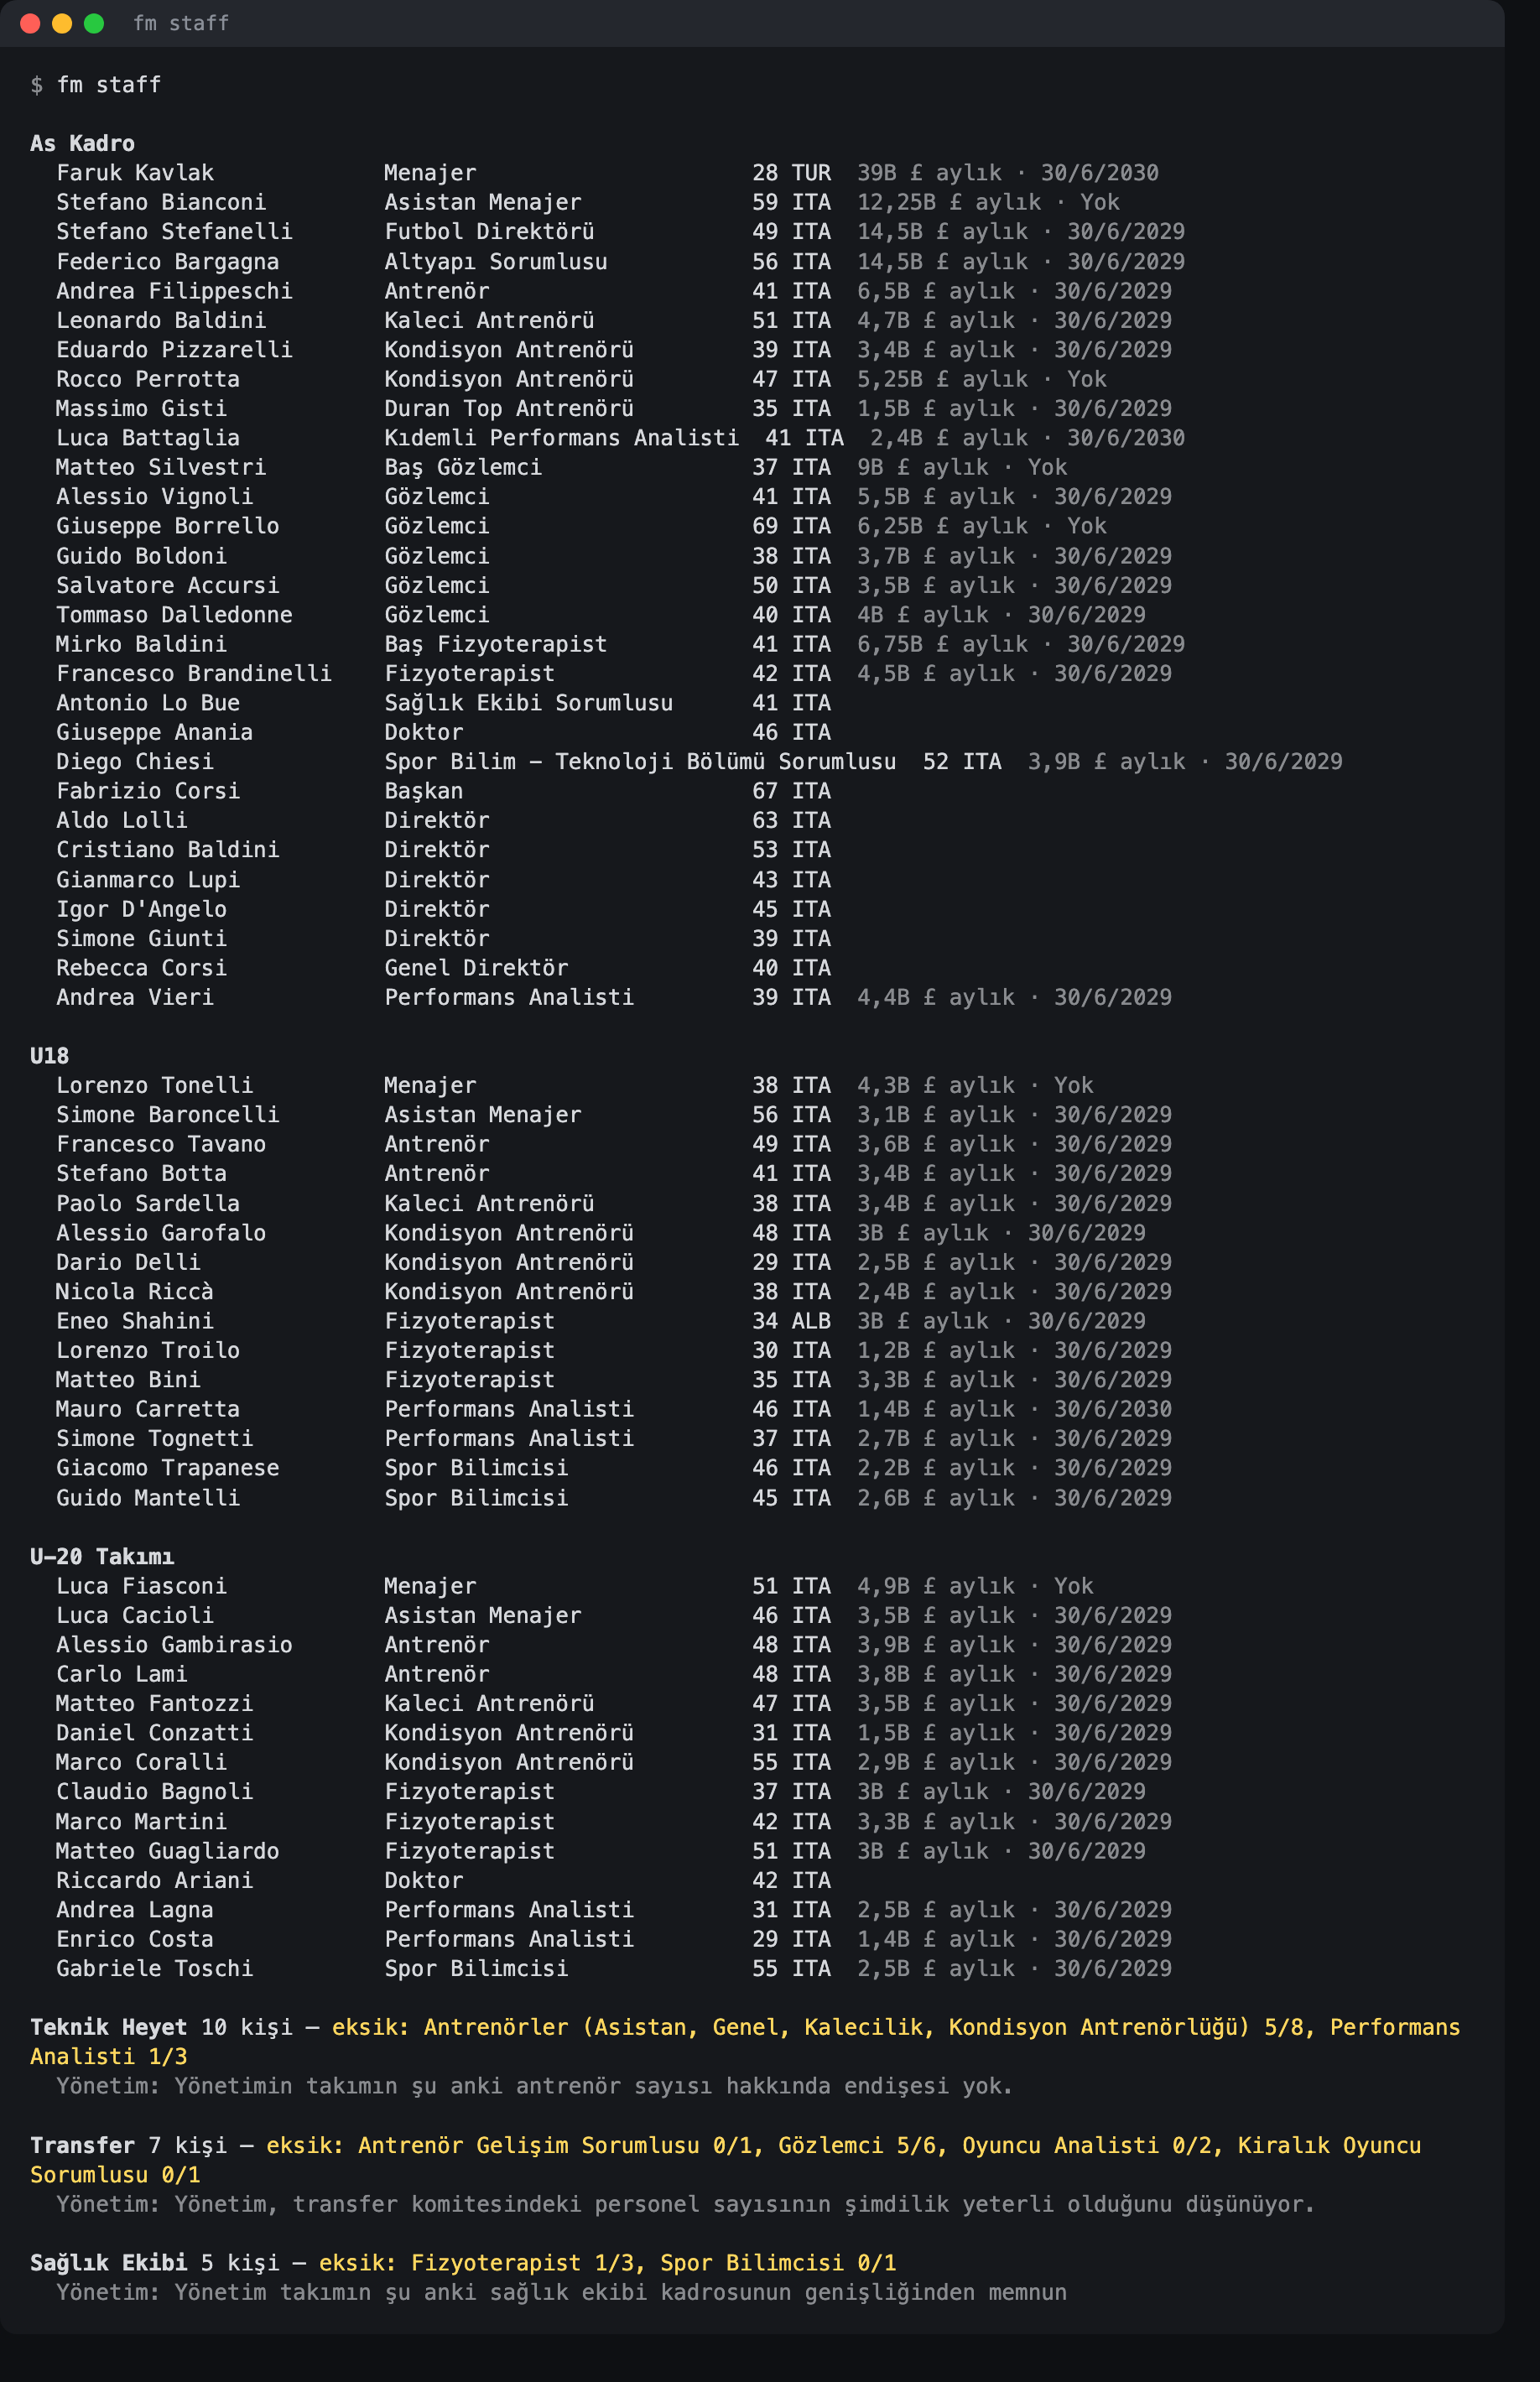 fm staff
$ fm staff
As Kadro
Faruk Kavlak Menajer 28 TUR 39B £ aylık · 30/6/2030
Stefano Bianconi Asistan Menajer 59 ITA 12,25B £ aylık · Yok
Stefano Stefanelli Futbol Direktörü 49 ITA 14,5B £ aylık · 30/6/2029
Federico Bargagna Altyapı Sorumlusu 56 ITA 14,5B £ aylık · 30/6/2029
Andrea Filippeschi Antrenör 41 ITA 6,5B £ aylık · 30/6/2029
Leonardo Baldini Kaleci Antrenörü 51 ITA 4,7B £ aylık · 30/6/2029
Eduardo Pizzarelli Kondisyon Antrenörü 39 ITA 3,4B £ aylık · 30/6/2029
Rocco Perrotta Kondisyon Antrenörü 47 ITA 5,25B £ aylık · Yok
Massimo Gisti Duran Top Antrenörü 35 ITA 1,5B £ aylık · 30/6/2029
Luca Battaglia Kıdemli Performans Analisti 41 ITA 2,4B £ aylık · 30/6/2030
Matteo Silvestri Baş Gözlemci 37 ITA 9B £ aylık · Yok
Alessio Vignoli Gözlemci 41 ITA 5,5B £ aylık · 30/6/2029
Giuseppe Borrello Gözlemci 69 ITA 6,25B £ aylık · Yok
Guido Boldoni Gözlemci 38 ITA 3,7B £ aylık · 30/6/2029
Salvatore Accursi Gözlemci 50 ITA 3,5B £ aylık · 30/6/2029
Tommaso Dalledonne Gözlemci 40 ITA 4B £ aylık · 30/6/2029
Mirko Baldini Baş Fizyoterapist 41 ITA 6,75B £ aylık · 30/6/2029
Francesco Brandinelli Fizyoterapist 42 ITA 4,5B £ aylık · 30/6/2029
Antonio Lo Bue Sağlık Ekibi Sorumlusu 41 ITA
Giuseppe Anania Doktor 46 ITA
Diego Chiesi Spor Bilim – Teknoloji Bölümü Sorumlusu 52 ITA 3,9B £ aylık · 30/6/2029
Fabrizio Corsi Başkan 67 ITA
Aldo Lolli Direktör 63 ITA
Cristiano Baldini Direktör 53 ITA
Gianmarco Lupi Direktör 43 ITA
Igor D'Angelo Direktör 45 ITA
Simone Giunti Direktör 39 ITA
Rebecca Corsi Genel Direktör 40 ITA
Andrea Vieri Performans Analisti 39 ITA 4,4B £ aylık · 30/6/2029
U18
Lorenzo Tonelli Menajer 38 ITA 4,3B £ aylık · Yok
Simone Baroncelli Asistan Menajer 56 ITA 3,1B £ aylık · 30/6/2029
Francesco Tavano Antrenör 49 ITA 3,6B £ aylık · 30/6/2029
Stefano Botta Antrenör 41 ITA 3,4B £ aylık · 30/6/2029
Paolo Sardella Kaleci Antrenörü 38 ITA 3,4B £ aylık · 30/6/2029
Alessio Garofalo Kondisyon Antrenörü 48 ITA 3B £ aylık · 30/6/2029
Dario Delli Kondisyon Antrenörü 29 ITA 2,5B £ aylık · 30/6/2029
Nicola Riccà Kondisyon Antrenörü 38 ITA 2,4B £ aylık · 30/6/2029
Eneo Shahini Fizyoterapist 34 ALB 3B £ aylık · 30/6/2029
Lorenzo Troilo Fizyoterapist 30 ITA 1,2B £ aylık · 30/6/2029
Matteo Bini Fizyoterapist 35 ITA 3,3B £ aylık · 30/6/2029
Mauro Carretta Performans Analisti 46 ITA 1,4B £ aylık · 30/6/2030
Simone Tognetti Performans Analisti 37 ITA 2,7B £ aylık · 30/6/2029
Giacomo Trapanese Spor Bilimcisi 46 ITA 2,2B £ aylık · 30/6/2029
Guido Mantelli Spor Bilimcisi 45 ITA 2,6B £ aylık · 30/6/2029
U–20 Takımı
Luca Fiasconi Menajer 51 ITA 4,9B £ aylık · Yok
Luca Cacioli Asistan Menajer 46 ITA 3,5B £ aylık · 30/6/2029
Alessio Gambirasio Antrenör 48 ITA 3,9B £ aylık · 30/6/2029
Carlo Lami Antrenör 48 ITA 3,8B £ aylık · 30/6/2029
Matteo Fantozzi Kaleci Antrenörü 47 ITA 3,5B £ aylık · 30/6/2029
Daniel Conzatti Kondisyon Antrenörü 31 ITA 1,5B £ aylık · 30/6/2029
Marco Coralli Kondisyon Antrenörü 55 ITA 2,9B £ aylık · 30/6/2029
Claudio Bagnoli Fizyoterapist 37 ITA 3B £ aylık · 30/6/2029
Marco Martini Fizyoterapist 42 ITA 3,3B £ aylık · 30/6/2029
Matteo Guagliardo Fizyoterapist 51 ITA 3B £ aylık · 30/6/2029
Riccardo Ariani Doktor 42 ITA
Andrea Lagna Performans Analisti 31 ITA 2,5B £ aylık · 30/6/2029
Enrico Costa Performans Analisti 29 ITA 1,4B £ aylık · 30/6/2029
Gabriele Toschi Spor Bilimcisi 55 ITA 2,5B £ aylık · 30/6/2029
Teknik Heyet 10 kişi — eksik: Antrenörler (Asistan, Genel, Kalecilik, Kondisyon Antrenörlüğü) 5/8, Performans
Analisti 1/3
Yönetim: Yönetimin takımın şu anki antrenör sayısı hakkında endişesi yok.
Transfer 7 kişi — eksik: Antrenör Gelişim Sorumlusu 0/1, Gözlemci 5/6, Oyuncu Analisti 0/2, Kiralık Oyuncu
Sorumlusu 0/1
Yönetim: Yönetim, transfer komitesindeki personel sayısının şimdilik yeterli olduğunu düşünüyor.
Sağlık Ekibi 5 kişi — eksik: Fizyoterapist 1/3, Spor Bilimcisi 0/1
Yönetim: Yönetim takımın şu anki sağlık ekibi kadrosunun genişliğinden memnun